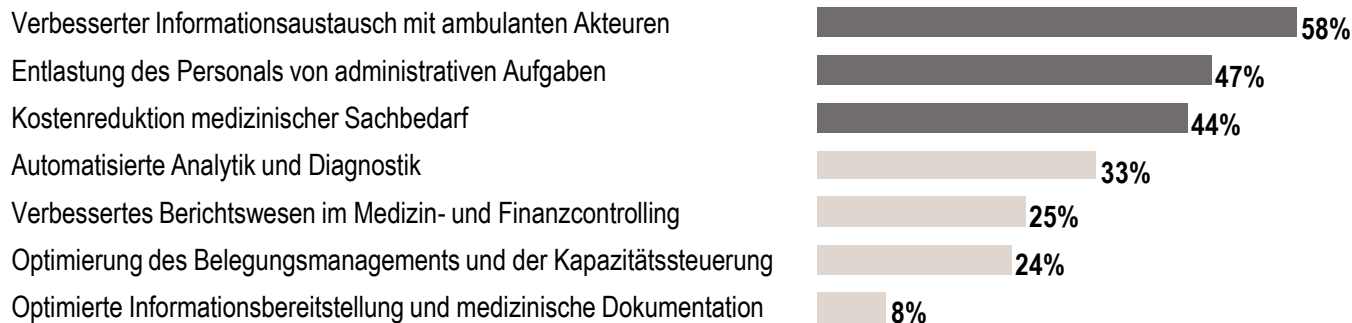 Verbesserter Informationsaustausch mit ambulanten Akteuren 58%
Entlastung des Personals von administrativen Aufgaben 47%
Kostenreduktion medizinischer Sachbedarf 44%
Automatisierte Analytik und Diagnostik 33%
Verbessertes Berichtswesen im Medizin- und Finanzcontrolling 25%
Optimierung des Belegungsmanagements und der Kapazitätssteuerung 24%
Optimierte Informationsbereitstellung und medizinische Dokumentation 8%